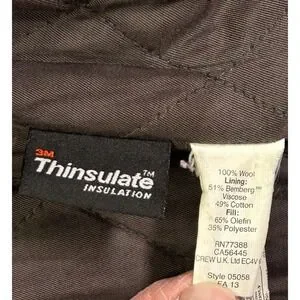 3M
Thinsulate™
INSULATION
100% Wool
Lining:
51% Bemberg™
Viscose
49% Cotton
Fill:
65% Olefin
35% Polyester
RN77388
CA56445
CREW U.K. Ltd EC4V
Style 05058
FA 13